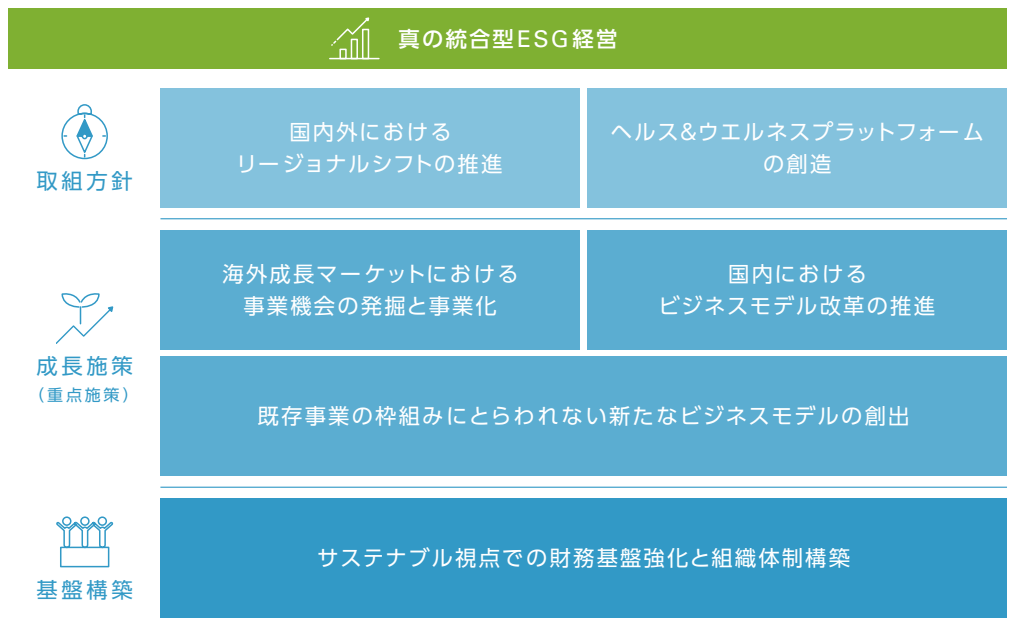 真の統合型ESG経営
取組方針
国内外における
リージョナルシフトの推進
ヘルス&ウエルネスプラットフォーム
の創造
成長施策
（重点施策）
海外成長マーケットにおける
事業機会の発掘と事業化
国内における
ビジネスモデル改革の推進
既存事業の枠組みにとらわれない新たなビジネスモデルの創出
基盤構築
サステナブル視点での財務基盤強化と組織体制構築